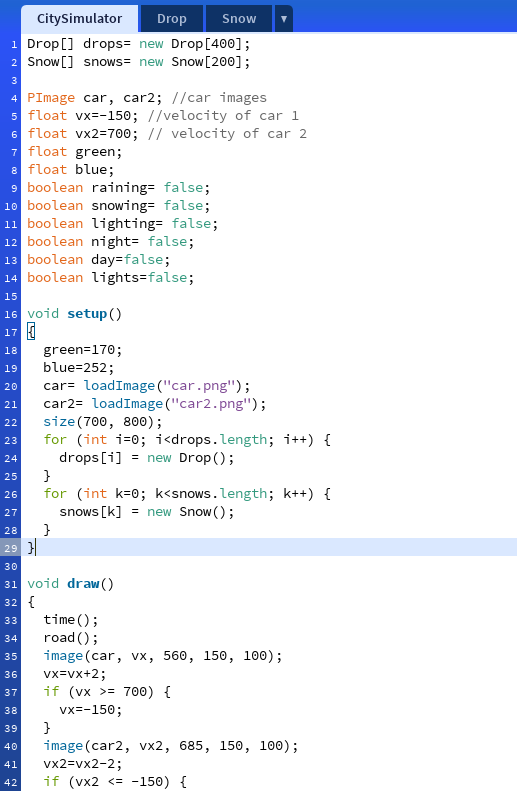 CitySimulator Drop Snow ▼
1 Drop[] drops= new Drop[400];
2 Snow[] snows= new Snow[200];
3
4 PImage car, car2; //car images
5 float vx=-150; //velocity of car 1
6 float vx2=700; // velocity of car 2
7 float green;
8 float blue;
9 boolean raining= false;
10 boolean snowing= false;
11 boolean lighting= false;
12 boolean night= false;
13 boolean day=false;
14 boolean lights=false;
15
16 void setup()
17 {
18   green=170;
19   blue=252;
20   car= loadImage("car.png");
21   car2= loadImage("car2.png");
22   size(700, 800);
23   for (int i=0; i<drops.length; i++) {
24     drops[i] = new Drop();
25   }
26   for (int k=0; k<snows.length; k++) {
27     snows[k] = new Snow();
28   }
29 }
30
31 void draw()
32 {
33   time();
34   road();
35   image(car, vx, 560, 150, 100);
36   vx=vx+2;
37   if (vx >= 700) {
38     vx=-150;
39   }
40   image(car2, vx2, 685, 150, 100);
41   vx2=vx2-2;
42   if (vx2 <= -150) {